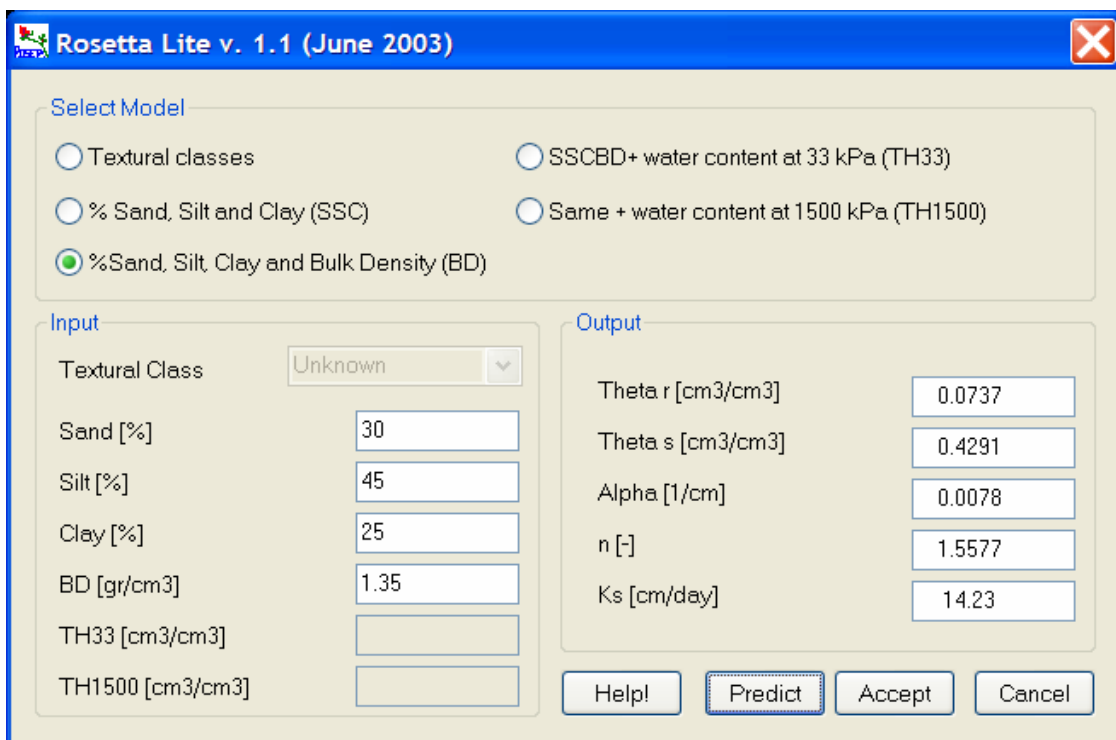 Rosetta Lite v. 1.1 (June 2003)
Select Model
Textural classes
SSCBD+ water content at 33 kPa (TH33)
% Sand, Silt and Clay (SSC)
Same + water content at 1500 kPa (TH1500)
%Sand, Silt, Clay and Bulk Density (BD)
Input
Textural Class Unknown
Sand [%] 30
Silt [%] 45
Clay [%] 25
BD [gr/cm3] 1.35
TH33 [cm3/cm3]
TH1500 [cm3/cm3]
Output
Theta r [cm3/cm3] 0.0737
Theta s [cm3/cm3] 0.4291
Alpha [1/cm] 0.0078
n [-] 1.5577
Ks [cm/day] 14.23
Help! Predict Accept Cancel